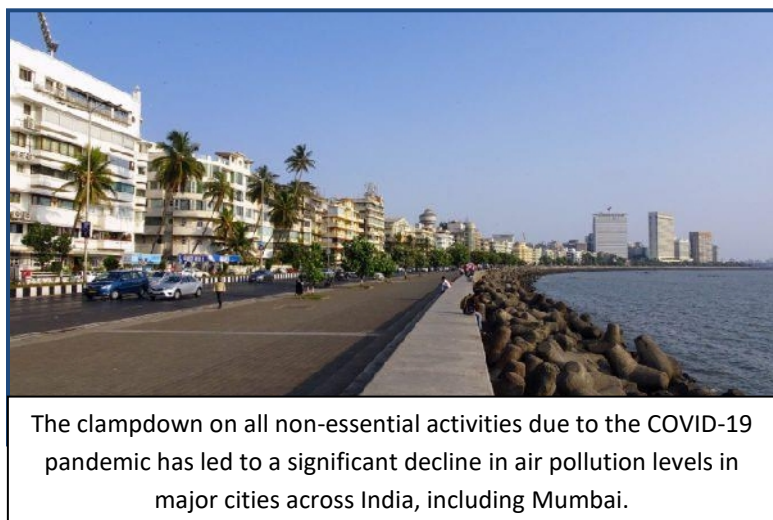 The clampdown on all non-essential activities due to the COVID-19
pandemic has led to a significant decline in air pollution levels in
major cities across India, including Mumbai.